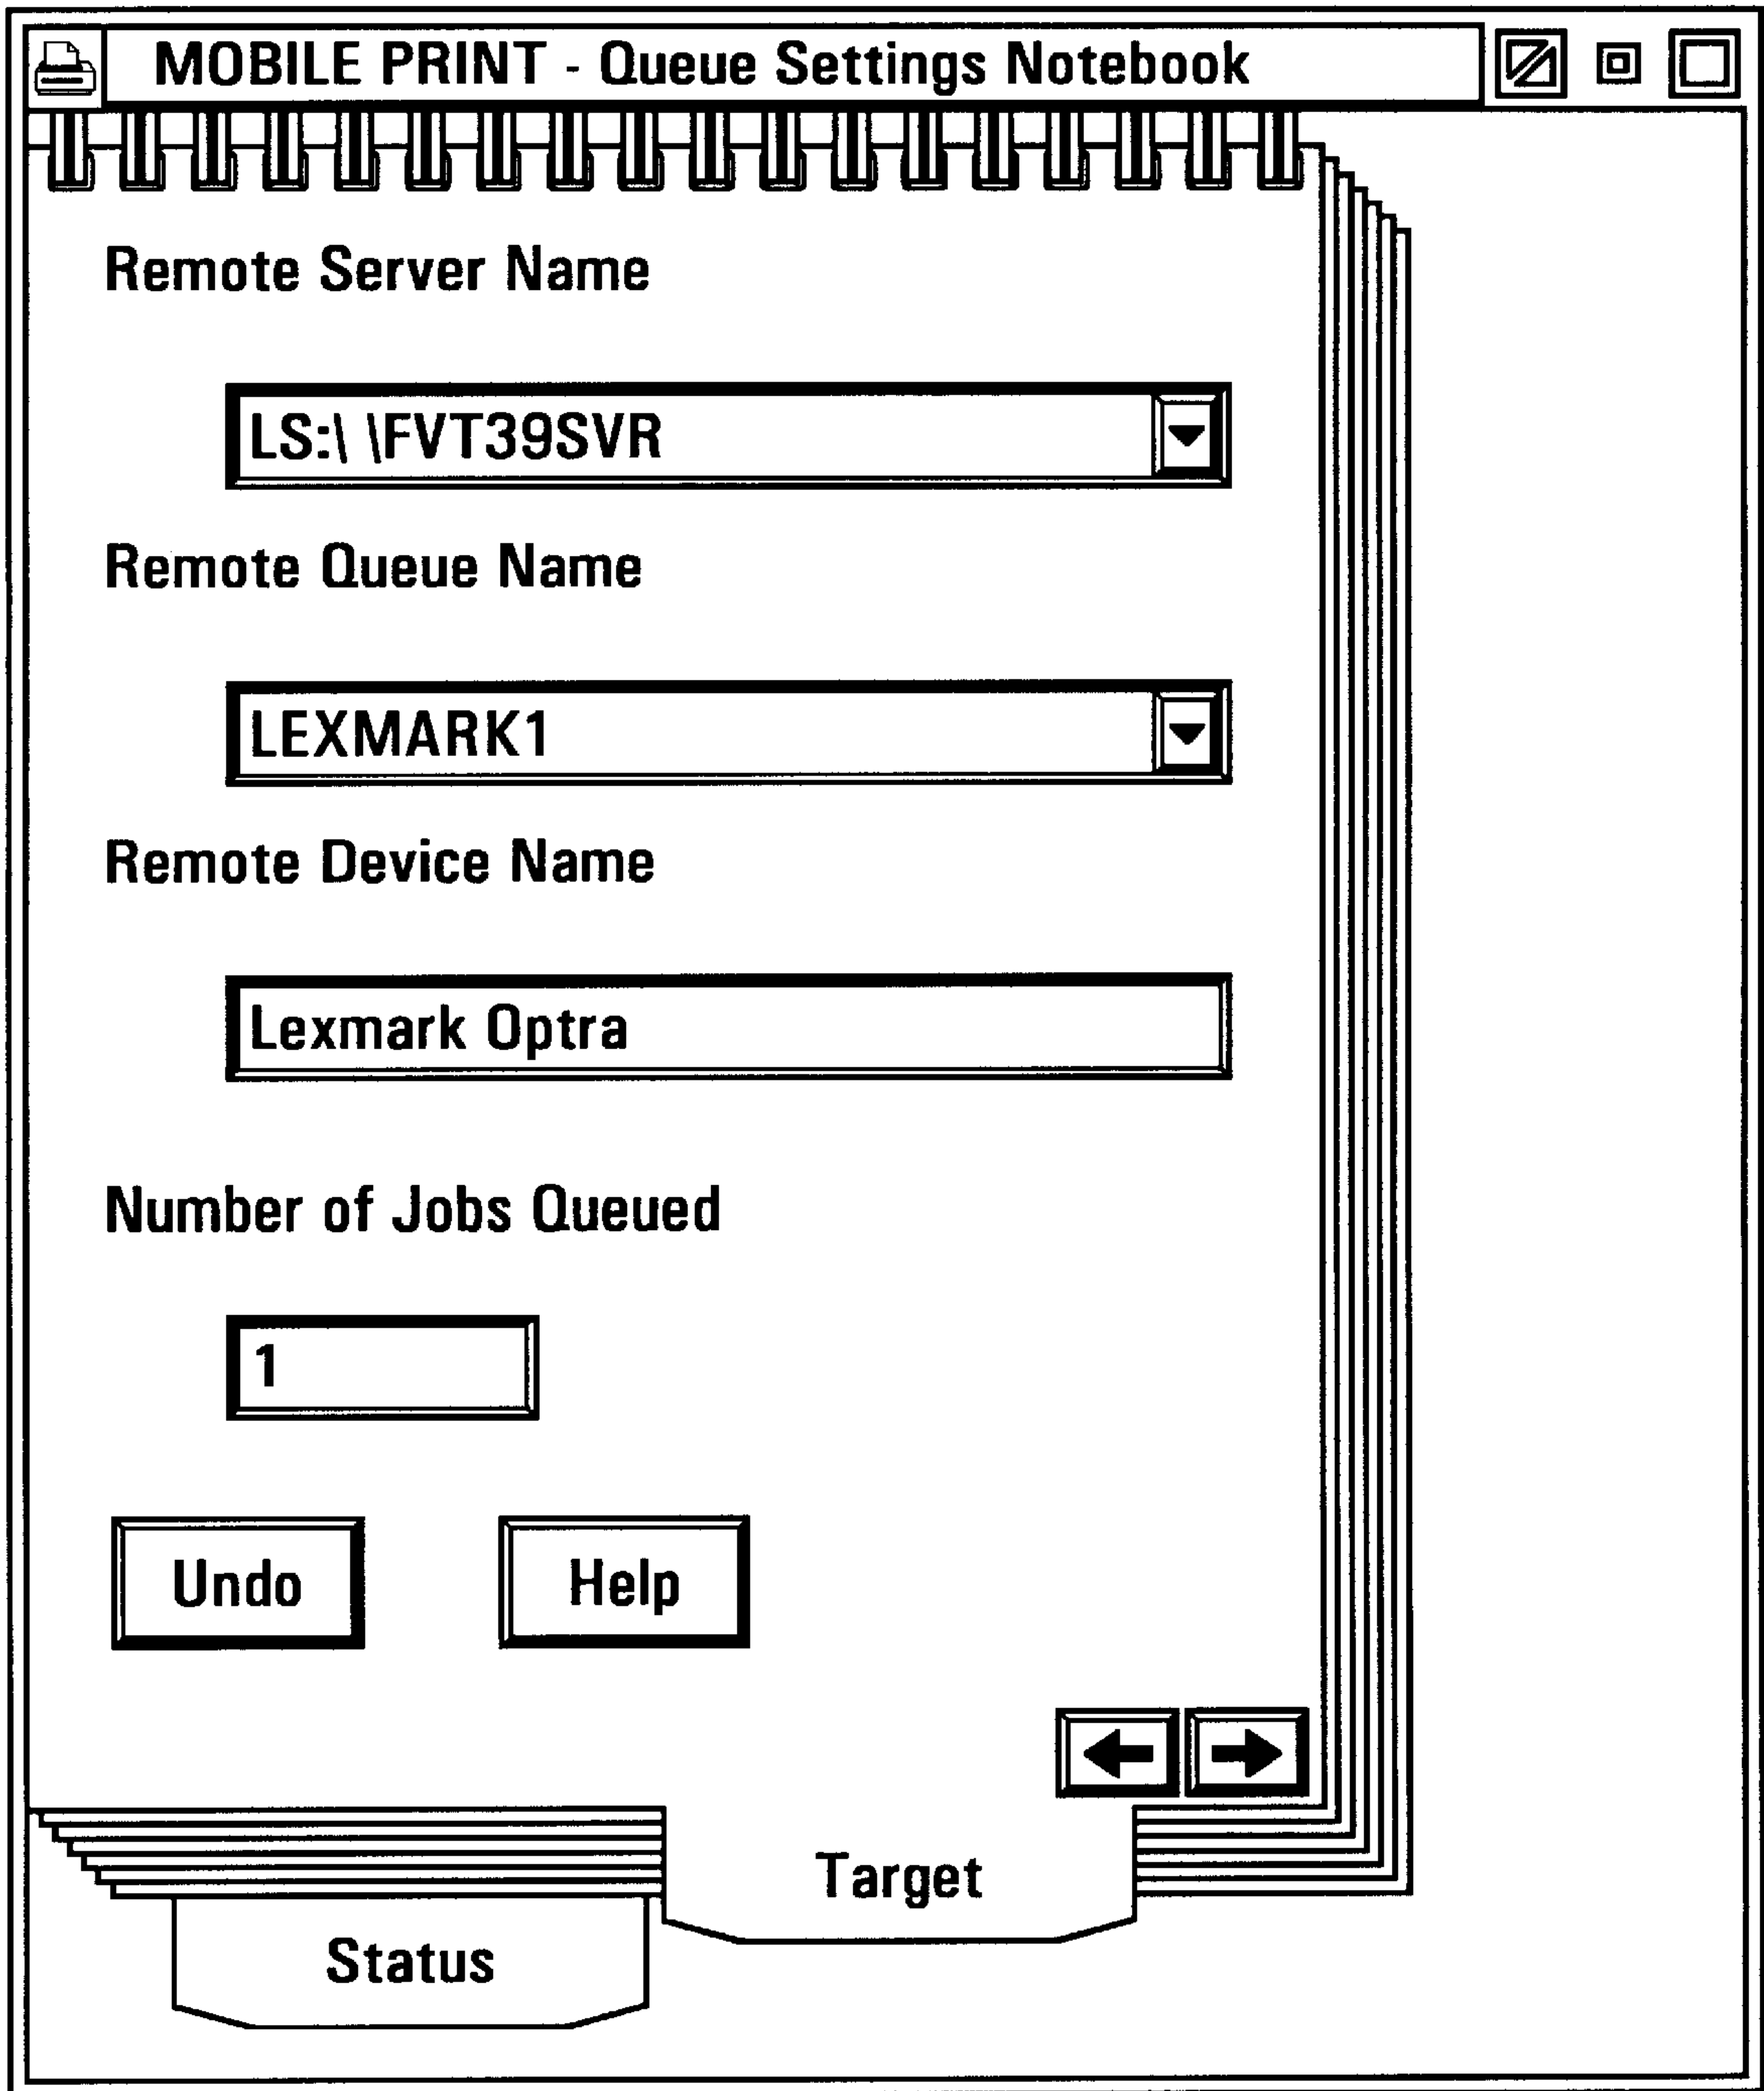 MOBILE PRINT - Queue Settings Notebook
Remote Server Name
LS:\ \FVT39SVR
Remote Queue Name
LEXMARK1
Remote Device Name
Lexmark Optra
Number of Jobs Queued
1
Undo Help
Target
Status